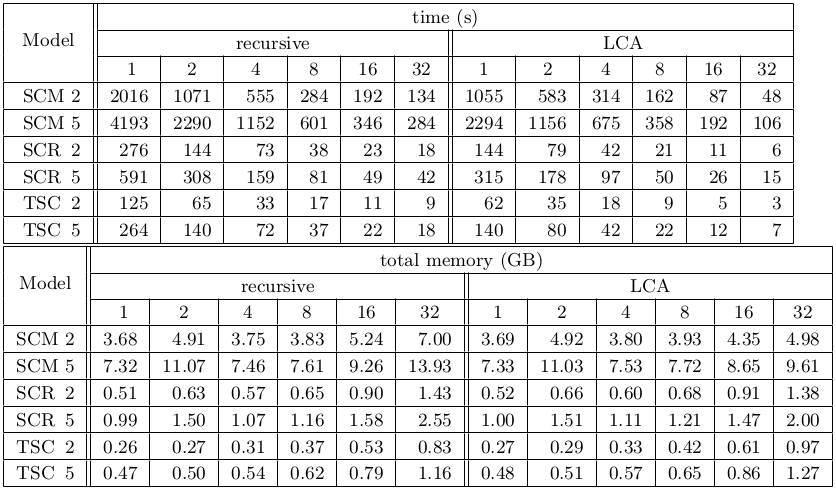 time (s)
Model
recursive LCA
1 2 4 8 16 32 1 2 4 8 16 32
SCM 2 2016 1071 555 284 192 134 1055 583 314 162 87 48
SCM 5 4193 2290 1152 601 346 284 2294 1156 675 358 192 106
SCR 2 276 144 73 38 23 18 144 79 42 21 11 6
SCR 5 591 308 159 81 49 42 315 178 97 50 26 15
TSC 2 125 65 33 17 11 9 62 35 18 9 5 3
TSC 5 264 140 72 37 22 18 140 80 42 22 12 7
total memory (GB)
Model
recursive LCA
1 2 4 8 16 32 1 2 4 8 16 32
SCM 2 3.68 4.91 3.75 3.83 5.24 7.00 3.69 4.92 3.80 3.93 4.35 4.98
SCM 5 7.32 11.07 7.46 7.61 9.26 13.93 7.33 11.03 7.53 7.72 8.65 9.61
SCR 2 0.51 0.63 0.57 0.65 0.90 1.43 0.52 0.66 0.60 0.68 0.91 1.38
SCR 5 0.99 1.50 1.07 1.16 1.58 2.55 1.00 1.51 1.11 1.21 1.47 2.00
TSC 2 0.26 0.27 0.31 0.37 0.53 0.83 0.27 0.29 0.33 0.42 0.61 0.97
TSC 5 0.47 0.50 0.54 0.62 0.79 1.16 0.48 0.51 0.57 0.65 0.86 1.27